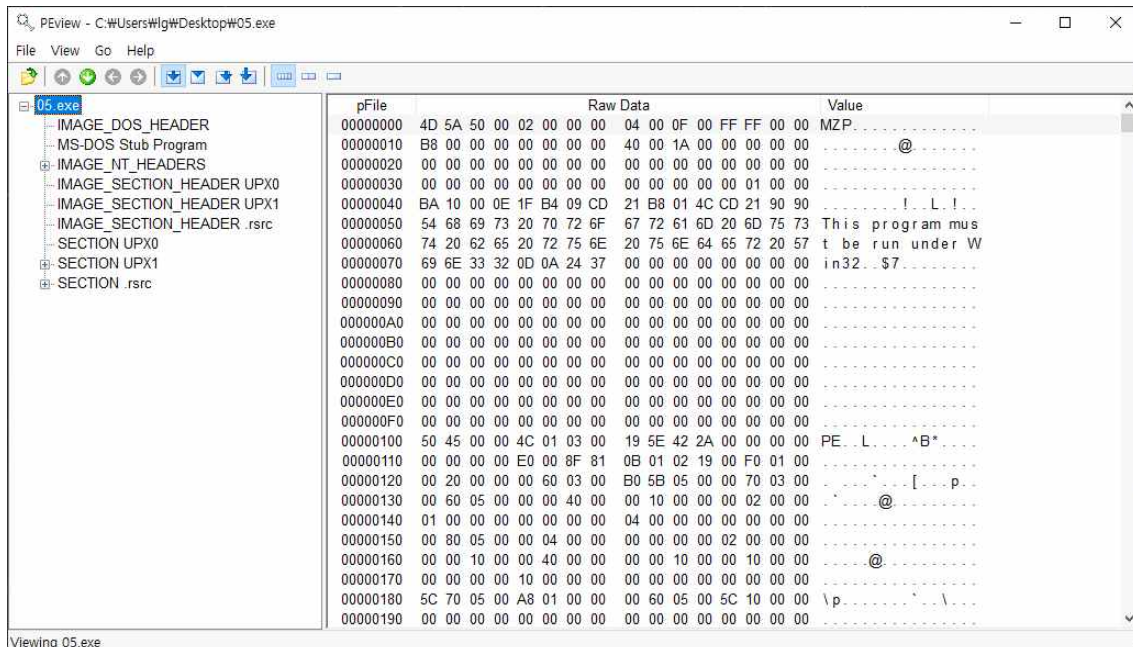 PEview - C:₩Users₩lg₩Desktop₩05.exe
File View Go Help
05.exe
IMAGE_DOS_HEADER
MS-DOS Stub Program
IMAGE_NT_HEADERS
IMAGE_SECTION_HEADER UPX0
IMAGE_SECTION_HEADER UPX1
IMAGE_SECTION_HEADER .rsrc
SECTION UPX0
SECTION UPX1
SECTION .rsrc
pFile Raw Data Value
00000000 4D 5A 50 00 02 00 00 00 04 00 0F 00 FF FF 00 00 MZP.............
00000010 B8 00 00 00 00 00 00 00 40 00 1A 00 00 00 00 00 ........@.......
00000020 00 00 00 00 00 00 00 00 00 00 00 00 00 00 00 00 ................
00000030 00 00 00 00 00 00 00 00 00 00 00 00 00 01 00 00 ................
00000040 BA 10 00 0E 1F B4 09 CD 21 B8 01 4C CD 21 90 90 ........!..L.!..
00000050 54 68 69 73 20 70 72 6F 67 72 61 6D 20 6D 75 73 This program mus
00000060 74 20 62 65 20 72 75 6E 20 75 6E 64 65 72 20 57 t be run under W
00000070 69 6E 33 32 0D 0A 24 37 00 00 00 00 00 00 00 00 in32..$7........
00000080 00 00 00 00 00 00 00 00 00 00 00 00 00 00 00 00 ................
00000090 00 00 00 00 00 00 00 00 00 00 00 00 00 00 00 00 ................
000000A0 00 00 00 00 00 00 00 00 00 00 00 00 00 00 00 00 ................
000000B0 00 00 00 00 00 00 00 00 00 00 00 00 00 00 00 00 ................
000000C0 00 00 00 00 00 00 00 00 00 00 00 00 00 00 00 00 ................
000000D0 00 00 00 00 00 00 00 00 00 00 00 00 00 00 00 00 ................
000000E0 00 00 00 00 00 00 00 00 00 00 00 00 00 00 00 00 ................
000000F0 00 00 00 00 00 00 00 00 00 00 00 00 00 00 00 00 ................
00000100 50 45 00 00 4C 01 03 00 19 5E 42 2A 00 00 00 00 PE..L....^B*....
00000110 00 00 00 00 E0 00 8F 81 0B 01 02 19 00 F0 01 00 ................
00000120 00 20 00 00 00 60 03 00 B0 5B 05 00 00 70 03 00 . ...`...[...p..
00000130 00 60 05 00 00 00 40 00 00 10 00 00 00 02 00 00 .`....@.........
00000140 01 00 00 00 00 00 00 00 04 00 00 00 00 00 00 00 ................
00000150 00 80 05 00 00 04 00 00 00 00 00 00 02 00 00 00 ................
00000160 00 00 10 00 00 40 00 00 00 00 10 00 00 10 00 00 .....@..........
00000170 00 00 00 00 10 00 00 00 00 00 00 00 00 00 00 00 ................
00000180 5C 70 05 00 A8 01 00 00 00 60 05 00 5C 10 00 00 \p.......`..\...
00000190 00 00 00 00 00 00 00 00 00 00 00 00 00 00 00 00 ................
Viewing 05.exe